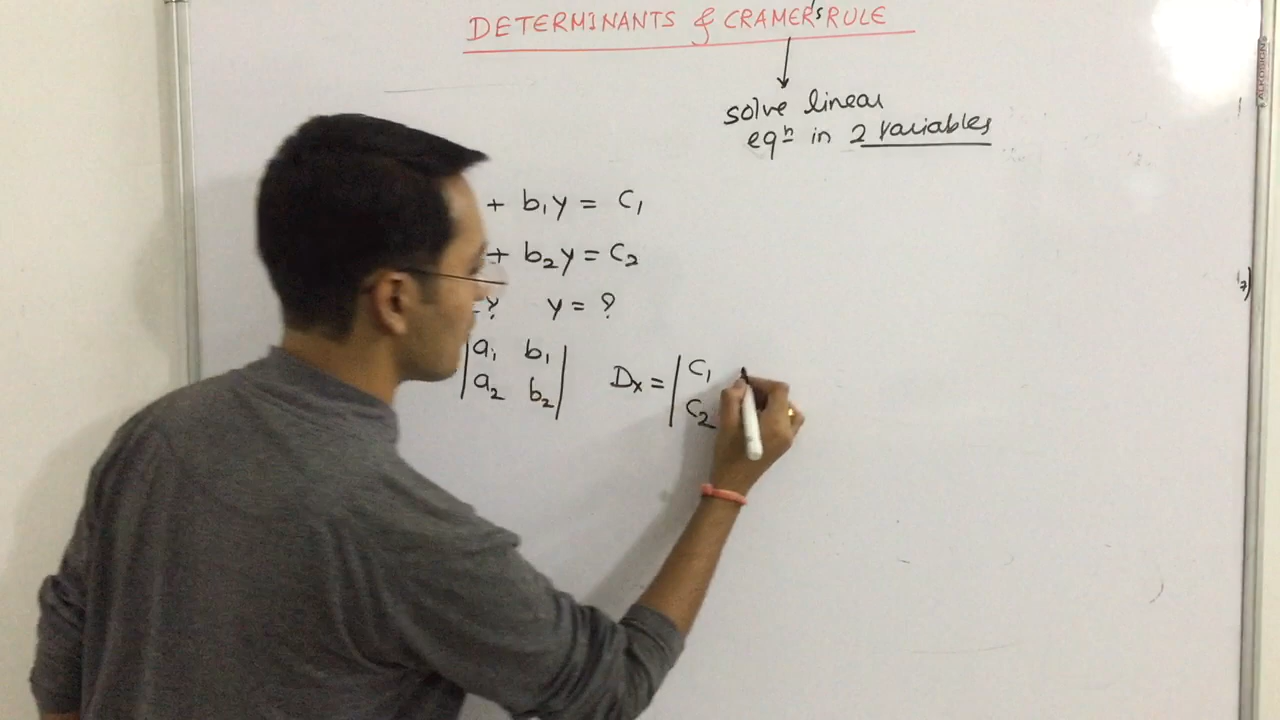 DETERMINANTS & CRAMER'S RULE
solve linear
eqn in 2 variables
+ b₁y = C₁
+ b₂y = C₂
=? y = ?
|a₁ b₁|
|a₂ b₂|
Dₓ = |C₁
C₂
ALKOSIGN